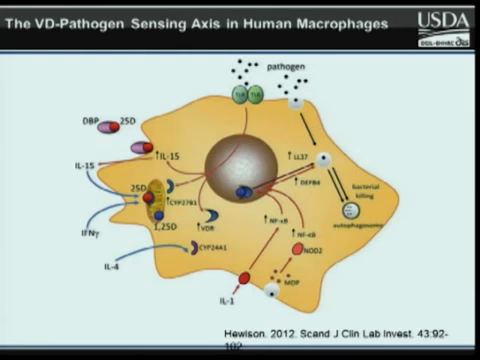 The VD-Pathogen Sensing Axis in Human Macrophages
USDA
pathogen
TLR TLR
DBP 25D
IL-15
IL-15
LL37
DEFB4
25D
CYP27B1
1,25D
VDR
IFNγ
IL-4
CYP24A1
NF-κB
NF-κB
NOD2
MDP
IL-1
bacterial
killing
autophagosome
Hewison. 2012. Scand J Clin Lab Invest. 43:92-
102